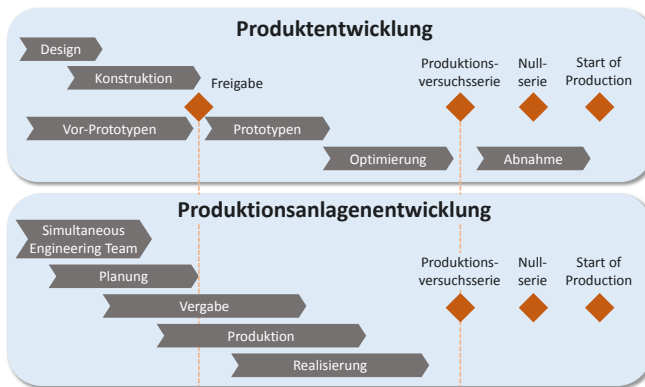 Produktentwicklung
Design
Konstruktion
Freigabe
Produktions-
versuchsserie
Null-
serie
Start of
Production
Vor-Prototypen
Prototypen
Optimierung
Abnahme
Produktionsanlagenentwicklung
Simultaneous
Engineering Team
Planung
Vergabe
Produktion
Realisierung
Produktions-
versuchsserie
Null-
serie
Start of
Production